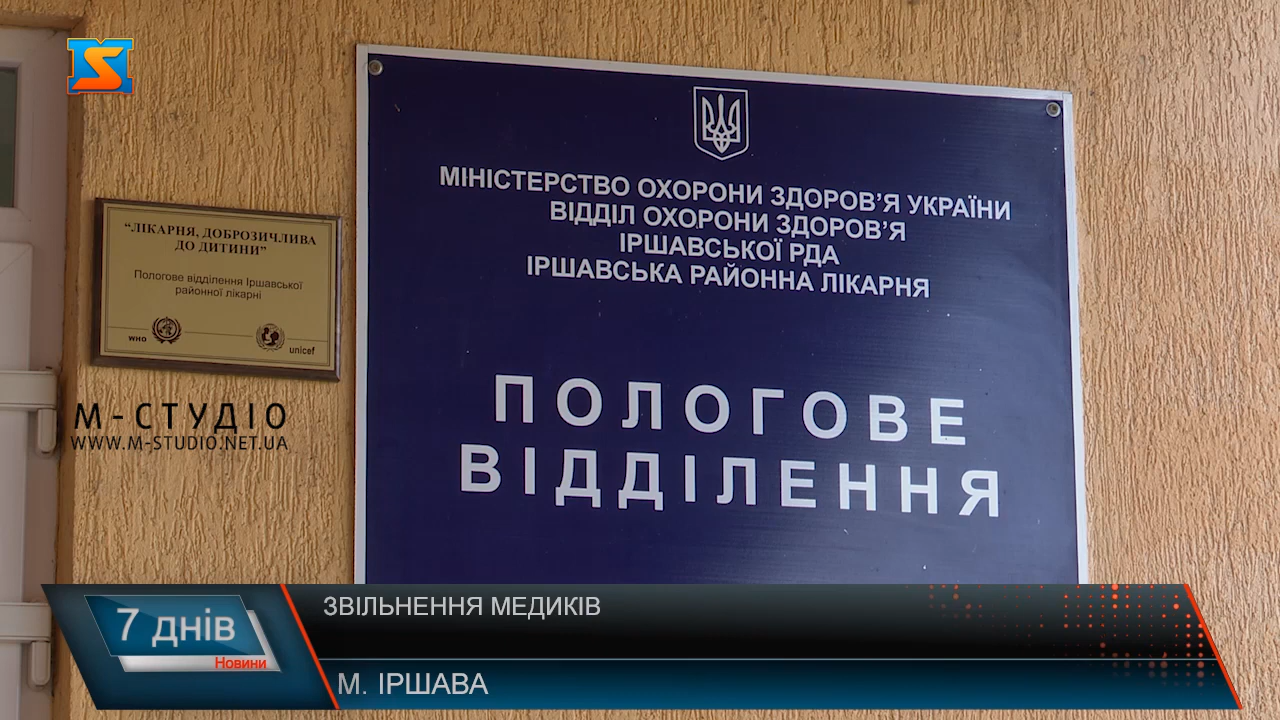 МІНІСТЕРСТВО ОХОРОНИ ЗДОРОВ’Я УКРАЇНИ
ВІДДІЛ ОХОРОНИ ЗДОРОВ’Я
ІРШАВСЬКОЇ РДА
ІРШАВСЬКА РАЙОННА ЛІКАРНЯ
ПОЛОГОВЕ
ВІДДІЛЕННЯ
“ЛІКАРНЯ, ДОБРОЗИЧЛИВА
ДО ДИТИНИ”
Пологове відділення Іршавської
районної лікарні
WHO
unicef
М-СТУДІО
WWW.M-STUDIO.NET.UA
7 днів
Новини
ЗВІЛЬНЕННЯ МЕДИКІВ
М. ІРШАВА